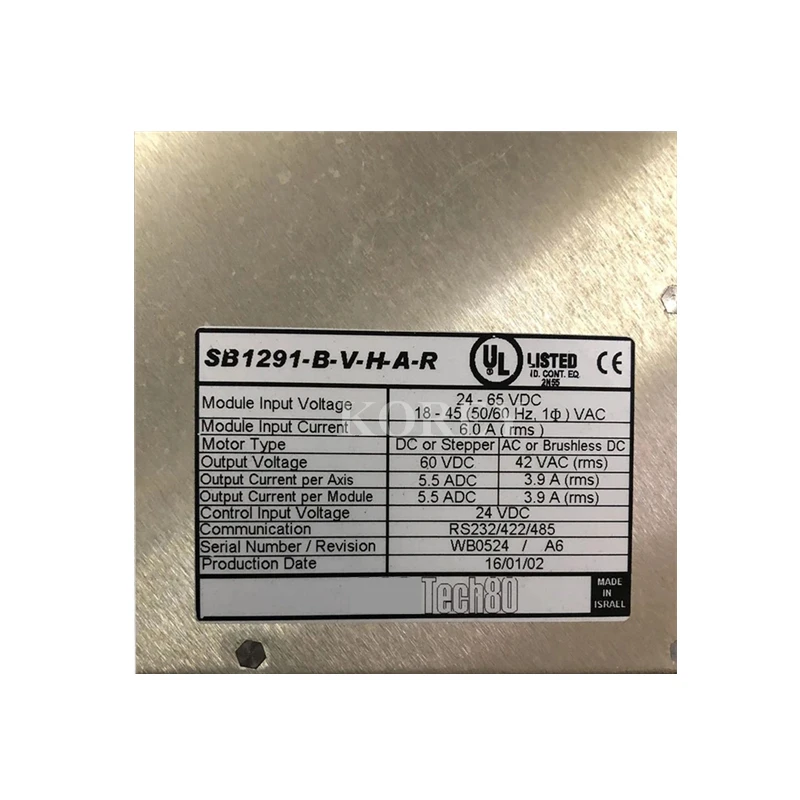 SB1291-B-V-H-A-R UL LISTED CE
I.D. CONT. EQ.
2N55
Module Input Voltage 24 - 65 VDC
18 - 45 (50/60 Hz, 1Φ) VAC
Module Input Current 6.0 A (rms)
Motor Type DC or Stepper AC or Brushless DC
Output Voltage 60 VDC 42 VAC (rms)
Output Current per Axis 5.5 ADC 3.9 A (rms)
Output Current per Module 5.5 ADC 3.9 A (rms)
Control Input Voltage 24 VDC
Communication RS232/422/485
Serial Number / Revision WB0524 / A6
Production Date 16/01/02
Tech80
MADE
IN
ISRALL